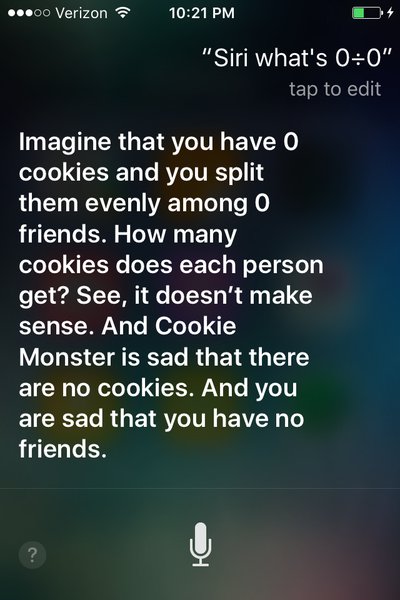 Verizon 10:21 PM
“Siri what's 0÷0”
tap to edit
Imagine that you have 0
cookies and you split
them evenly among 0
friends. How many
cookies does each person
get? See, it doesn’t make
sense. And Cookie
Monster is sad that there
are no cookies. And you
are sad that you have no
friends.
?